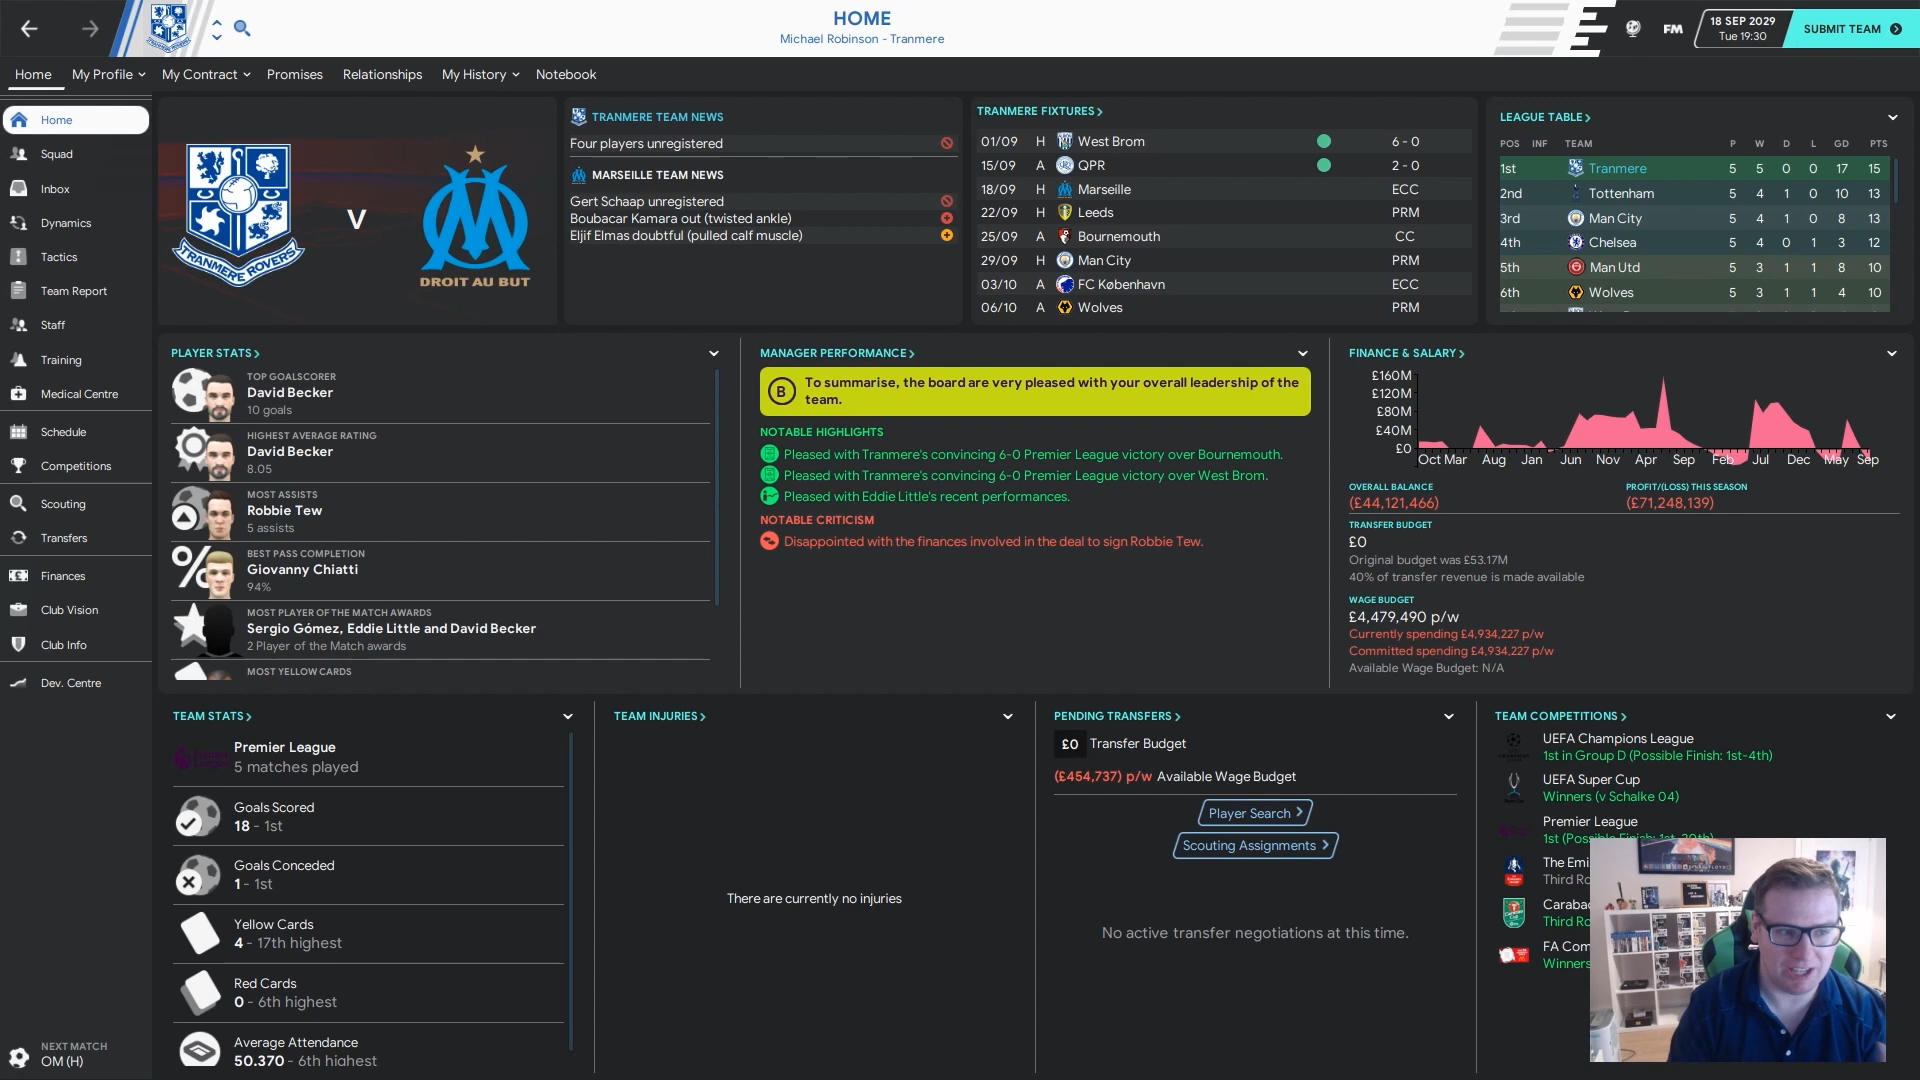 HOME
Michael Robinson - Tranmere
FM
18 SEP 2029
Tue 19:30
SUBMIT TEAM
Home
My Profile
My Contract
Promises
Relationships
My History
Notebook
Home
Squad
Inbox
Dynamics
Tactics
Team Report
Staff
Training
Medical Centre
Schedule
Competitions
Scouting
Transfers
Finances
Club Vision
Club Info
Dev. Centre
NEXT MATCH
OM (H)
TRANMERE ROVERS
V
DROIT AU BUT
TRANMERE TEAM NEWS
Four players unregistered
MARSEILLE TEAM NEWS
Gert Schaap unregistered
Boubacar Kamara out (twisted ankle)
Eljif Elmas doubtful (pulled calf muscle)
TRANMERE FIXTURES
01/09 H West Brom 6 - 0
15/09 A QPR 2 - 0
18/09 H Marseille ECC
22/09 H Leeds PRM
25/09 A Bournemouth CC
29/09 H Man City PRM
03/10 A FC København ECC
06/10 A Wolves PRM
LEAGUE TABLE
POS INF TEAM P W D L GD PTS
1st Tranmere 5 5 0 0 17 15
2nd Tottenham 5 4 1 0 10 13
3rd Man City 5 4 1 0 8 13
4th Chelsea 5 4 0 1 3 12
5th Man Utd 5 3 1 1 8 10
6th Wolves 5 3 1 1 4 10
PLAYER STATS
TOP GOALSCORER
David Becker
10 goals
HIGHEST AVERAGE RATING
David Becker
8.05
MOST ASSISTS
Robbie Tew
5 assists
BEST PASS COMPLETION
Giovanny Chiatti
94%
MOST PLAYER OF THE MATCH AWARDS
Sergio Gómez, Eddie Little and David Becker
2 Player of the Match awards
MOST YELLOW CARDS
MANAGER PERFORMANCE
B
To summarise, the board are very pleased with your overall leadership of the
team.
NOTABLE HIGHLIGHTS
Pleased with Tranmere's convincing 6-0 Premier League victory over Bournemouth.
Pleased with Tranmere's convincing 6-0 Premier League victory over West Brom.
Pleased with Eddie Little's recent performances.
NOTABLE CRITICISM
Disappointed with the finances involved in the deal to sign Robbie Tew.
FINANCE & SALARY
£160M
£120M
£80M
£40M
£0
Oct Mar Aug Jan Jun Nov Apr Sep Feb Jul Dec May Sep
OVERALL BALANCE
(£44,121,466)
PROFIT/(LOSS) THIS SEASON
(£71,248,139)
TRANSFER BUDGET
£0
Original budget was £53.17M
40% of transfer revenue is made available
WAGE BUDGET
£4,479,490 p/w
Currently spending £4,934,227 p/w
Committed spending £4,934,227 p/w
Available Wage Budget: N/A
TEAM STATS
Premier League
5 matches played
Goals Scored
18 - 1st
Goals Conceded
1 - 1st
Yellow Cards
4 - 17th highest
Red Cards
0 - 6th highest
Average Attendance
50.370 - 6th highest
TEAM INJURIES
There are currently no injuries
PENDING TRANSFERS
£0 Transfer Budget
(£454,737) p/w Available Wage Budget
Player Search
Scouting Assignments
No active transfer negotiations at this time.
TEAM COMPETITIONS
UEFA Champions League
1st in Group D (Possible Finish: 1st-4th)
UEFA Super Cup
Winners (v Schalke 04)
Premier League
1st (Possible Finish: 1st-20th)
The Emi
Third Ro
Caraba
Third Ro
FA Com
Winners